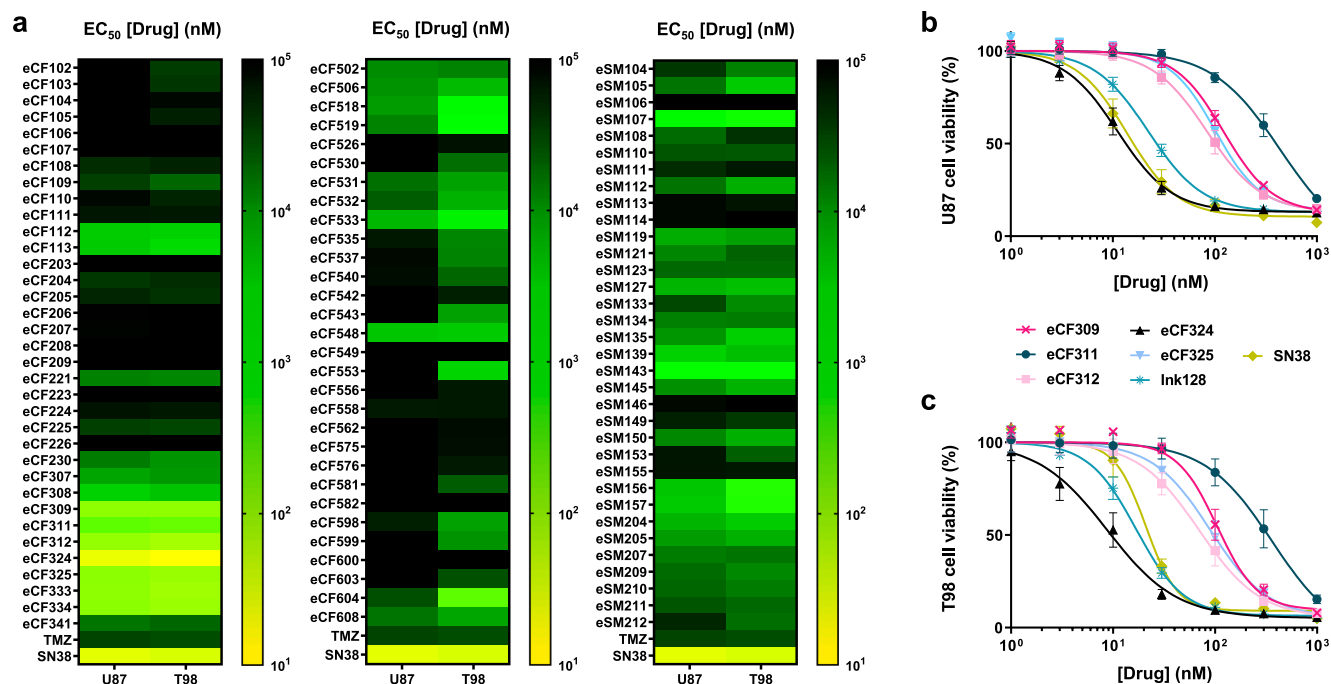 a
EC50 [Drug] (nM)
eCF102
eCF103
eCF104
eCF105
eCF106
eCF107
eCF108
eCF109
eCF110
eCF111
eCF112
eCF113
eCF203
eCF204
eCF205
eCF206
eCF207
eCF208
eCF209
eCF221
eCF223
eCF224
eCF225
eCF226
eCF230
eCF307
eCF308
eCF309
eCF311
eCF312
eCF324
eCF325
eCF333
eCF334
eCF341
TMZ
SN38
U87 T98
10^5
10^4
10^3
10^2
10^1
EC50 [Drug] (nM)
eCF502
eCF506
eCF518
eCF519
eCF526
eCF530
eCF531
eCF532
eCF533
eCF535
eCF537
eCF540
eCF542
eCF543
eCF548
eCF549
eCF553
eCF556
eCF558
eCF562
eCF575
eCF576
eCF581
eCF582
eCF598
eCF599
eCF600
eCF603
eCF604
eCF608
TMZ
SN38
U87 T98
10^5
10^4
10^3
10^2
10^1
EC50 [Drug] (nM)
eSM104
eSM105
eSM106
eSM107
eSM108
eSM110
eSM111
eSM112
eSM113
eSM114
eSM119
eSM121
eSM123
eSM127
eSM133
eSM134
eSM135
eSM139
eSM143
eSM145
eSM146
eSM149
eSM150
eSM153
eSM155
eSM156
eSM157
eSM204
eSM205
eSM207
eSM209
eSM210
eSM211
eSM212
TMZ
SN38
U87 T98
10^5
10^4
10^3
10^2
10^1
b
U87 cell viability (%)
100
50
0
10^0 10^1 10^2 10^3
[Drug] (nM)
eCF309 eCF324
eCF311 eCF325 SN38
eCF312 Ink128
c
T98 cell viability (%)
100
50
0
10^0 10^1 10^2 10^3
[Drug] (nM)